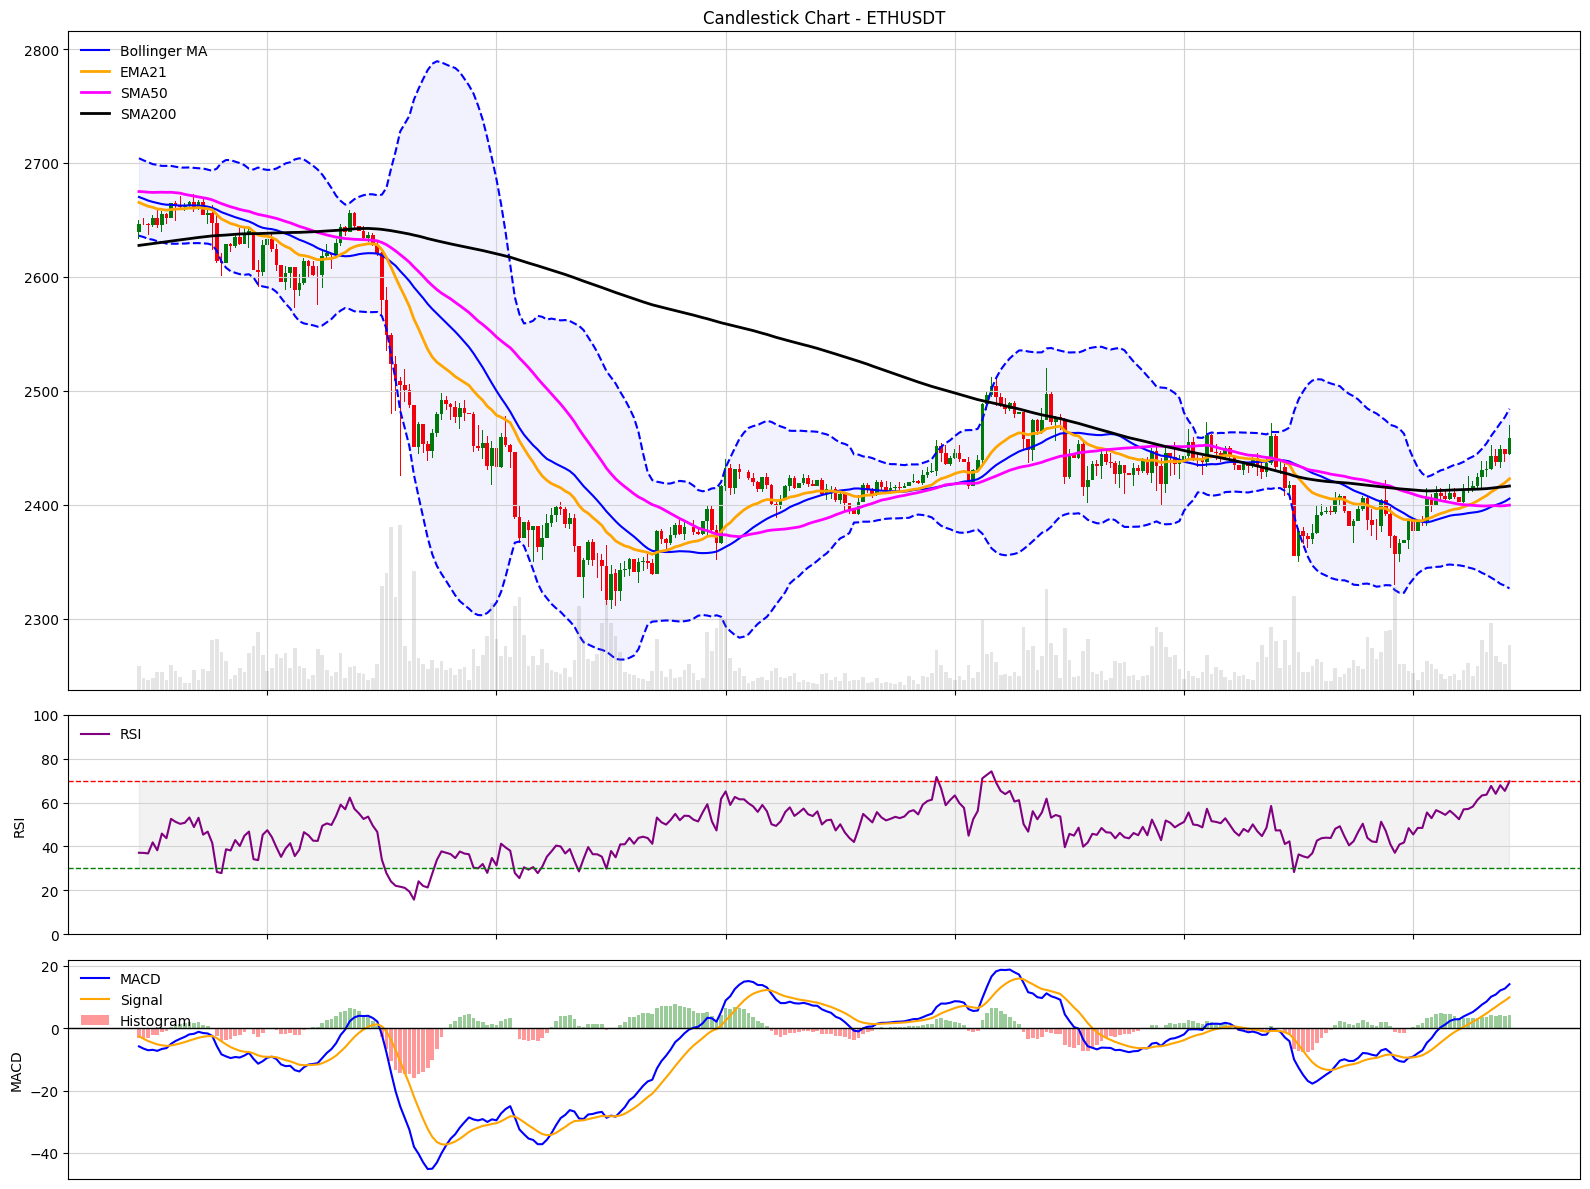 Candlestick Chart - ETHUSDT
2800
2700
2600
2500
2400
2300
Bollinger MA
EMA21
SMA50
SMA200
100
80
60
40
20
0
RSI
RSI
20
0
−20
−40
MACD
MACD
Signal
Histogram